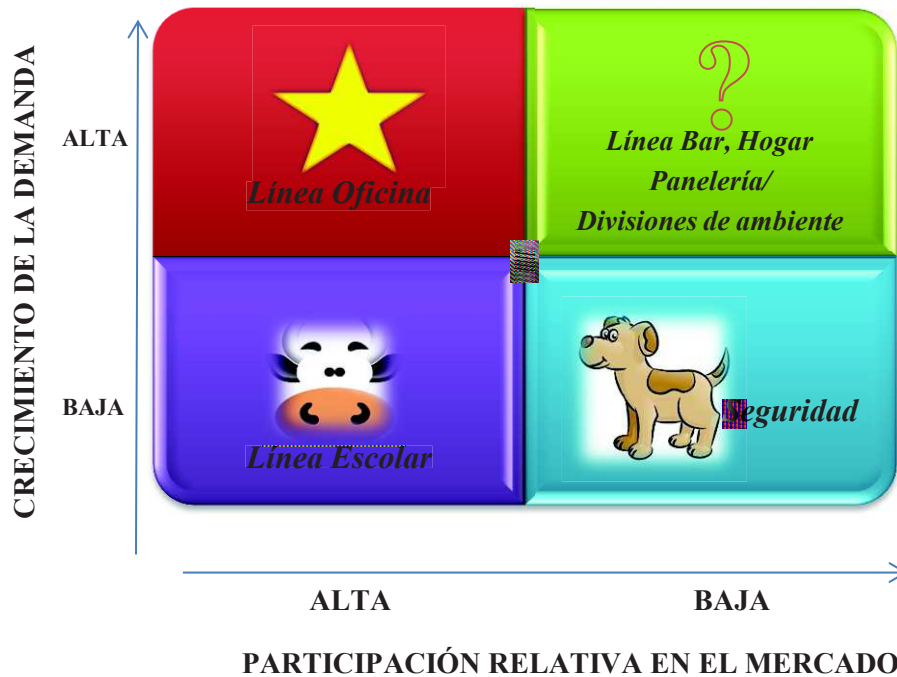 CRECIMIENTO DE LA DEMANDA
ALTA
BAJA
?
Línea Oficina
Línea Bar, Hogar
Panelería/
Divisiones de ambiente
Línea Escolar
Seguridad
ALTA
BAJA
PARTICIPACIÓN RELATIVA EN EL MERCADO